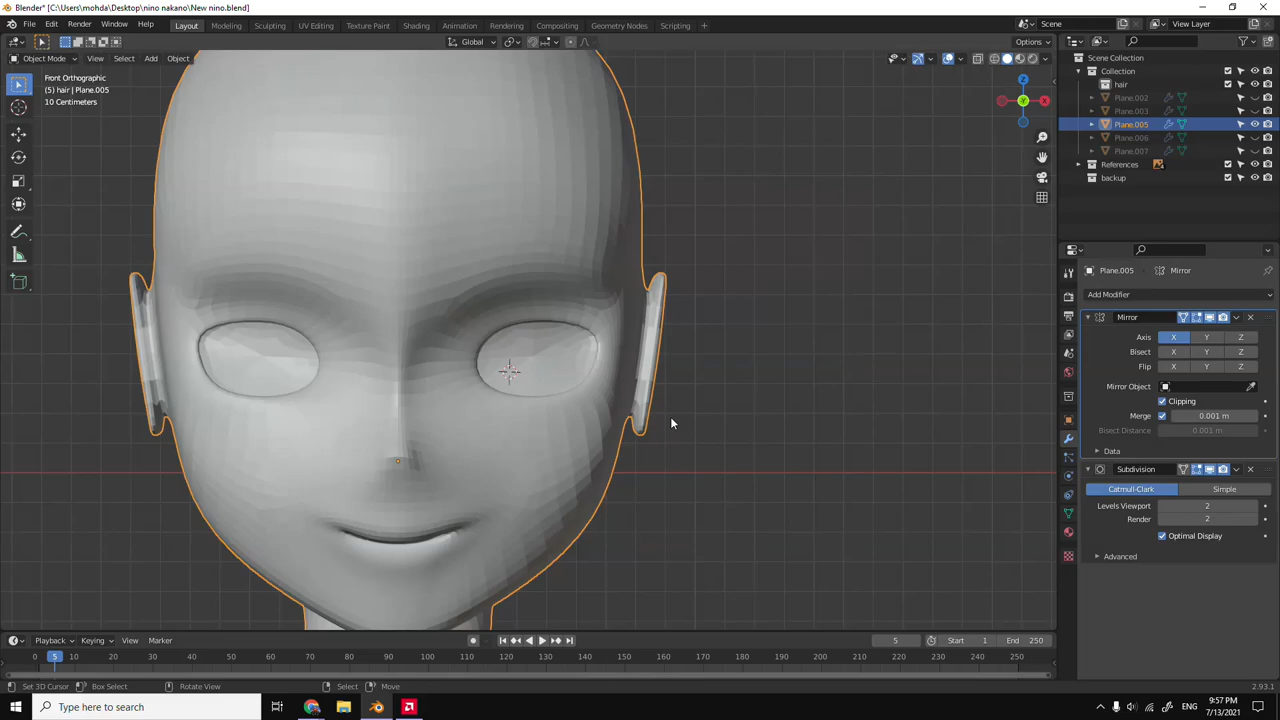 Blender* [C:\Users\mohda\Desktop\nino nakano\New nino.blend]
File Edit Render Window Help Layout Modeling Sculpting UV Editing Texture Paint Shading Animation Rendering Compositing Geometry Nodes Scripting + Scene View Layer
Global Options
Object Mode View Select Add Object
Front Orthographic
(5) hair | Plane.005
10 Centimeters
Z
Y
X
Scene Collection
Collection
hair
Plane.002
Plane.003
Plane.005
Plane.006
Plane.007
References
backup
Plane.005 Mirror
Add Modifier
Mirror
Axis X Y Z
Bisect X Y Z
Flip X Y Z
Mirror Object
Clipping
Merge 0.001 m
Bisect Distance 0.001 m
Data
Subdivision
Catmull-Clark Simple
Levels Viewport 2
Render 2
Optimal Display
Advanced
Playback Keying View Marker 5 Start 1 End 250
0 5 10 20 30 40 50 60 70 80 90 100 110 120 130 140 150 160 170 180 190 200 210 220 230 240 250
Set 3D Cursor Box Select Rotate View Select Move 2.93.1
Type here to search ENG 9:57 PM
7/13/2021